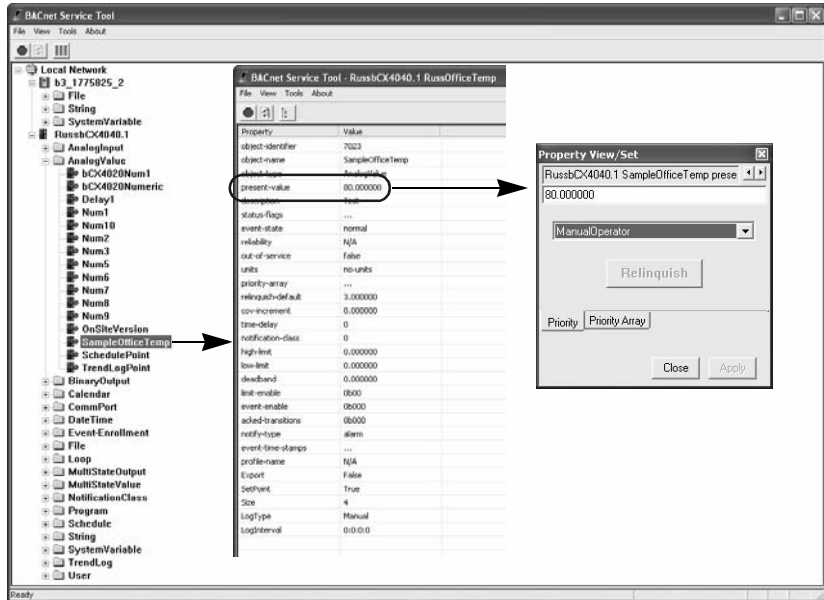 BACnet Service Tool
File View Tools About
Local Network
b3_1775825_2
File
String
SystemVariable
RussbCX4040.1
AnalogInput
AnalogValue
bCX4020Num1
bCX4020Numeric
Delay1
Num1
Num10
Num2
Num3
Num5
Num6
Num7
Num8
Num9
OnSiteVersion
SampleOfficeTemp
SchedulePoint
TrendLogPoint
BinaryOutput
Calendar
CommPort
DateTime
EventEnrollment
File
Loop
MultiStateOutput
MultiStateValue
NotificationClass
Program
Schedule
String
SystemVariable
TrendLog
User
Ready
BACnet Service Tool - RussbCX4040.1 RussOfficeTemp
File View Tools About
Property Value
object-identifier 7023
object-name SampleOfficeTemp
object-type AnalogValue
present-value 80.000000
description Test
status-flags ...
event-state normal
reliability N/A
out-of-service false
units no-units
priority-array ...
relinquish-default 3.000000
cov-increment 0.000000
time-delay 0
notification-class 0
high-limit 0.000000
low-limit 0.000000
deadband 0.000000
limit-enable 0b00
event-enable 0b000
acked-transitions 0b000
notify-type alarm
event-time-stamps ...
profile-name N/A
Export False
SetPoint True
Size 4
LogType Manual
LogInterval 0:0:0:0
Property View/Set
RussbCX4040.1 SampleOfficeTemp prese
80.000000
ManualOperator
Relinquish
Priority Priority Array
Close Apply